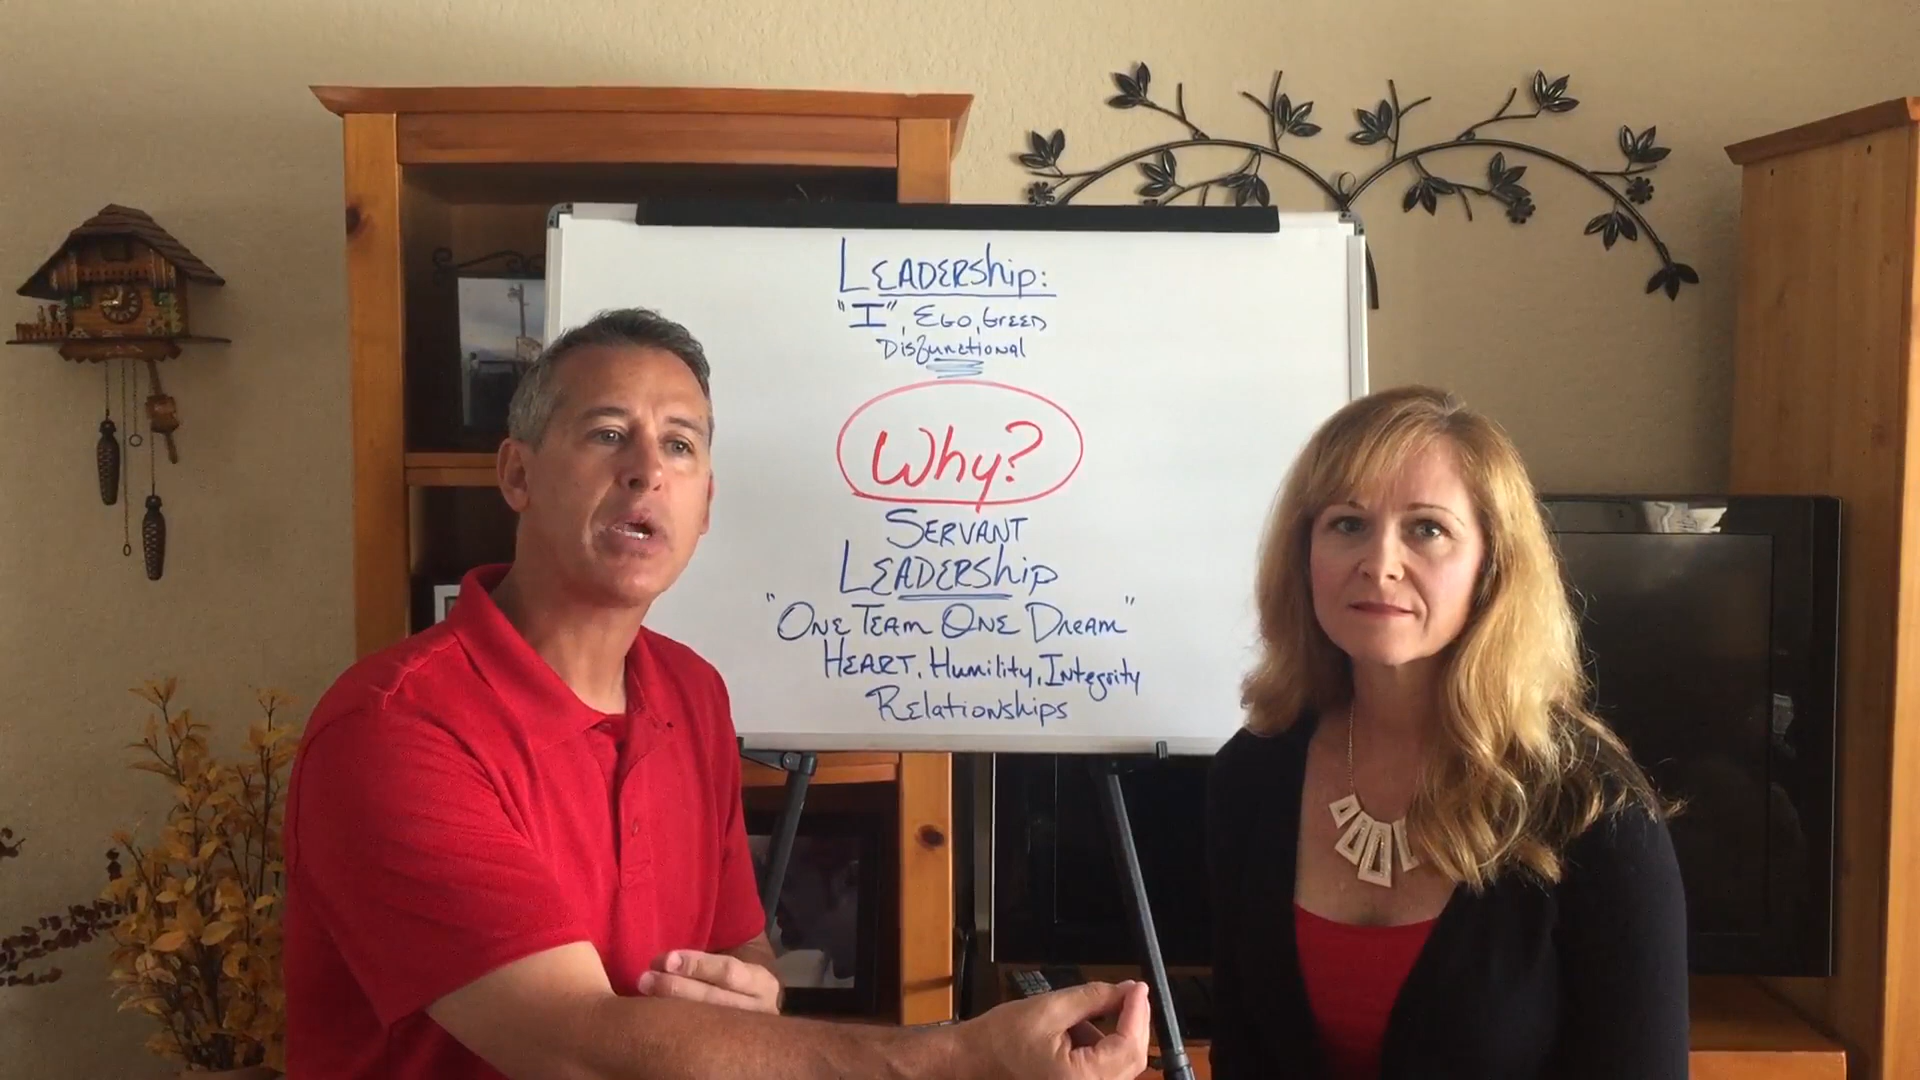 LEADERShip:
"I", EGO, GREED
Disfunctional
Why?
SERVANT
LEADERShip
"ONE TEAM ONE DREAM"
HEART, Humility, Integrity
RElationships